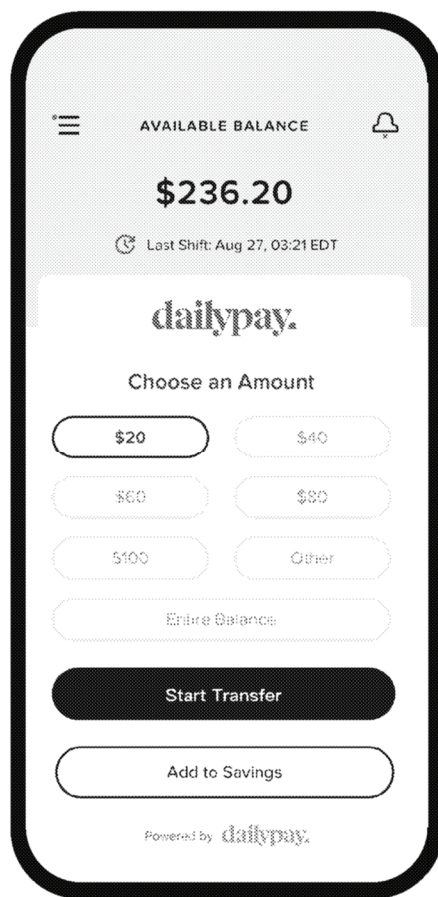 AVAILABLE BALANCE
$236.20
Last Shift: Aug 27, 03:21 EDT
dailypay.
Choose an Amount
$20 $40
$60 $80
$100 Other
Entire Balance
Start Transfer
Add to Savings
Powered by dailypay.